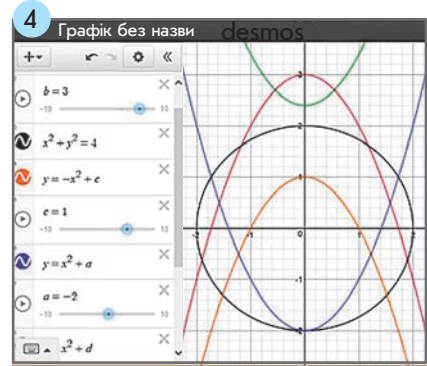 4
Графік без назви
desmos
b = 3
-10 10
x² + y² = 4
y = -x² + c
c = 1
-10 10
y = x² + a
a = -2
-10 10
x² + d
3
2
1
-2 -1 0 1 2
-1
-2